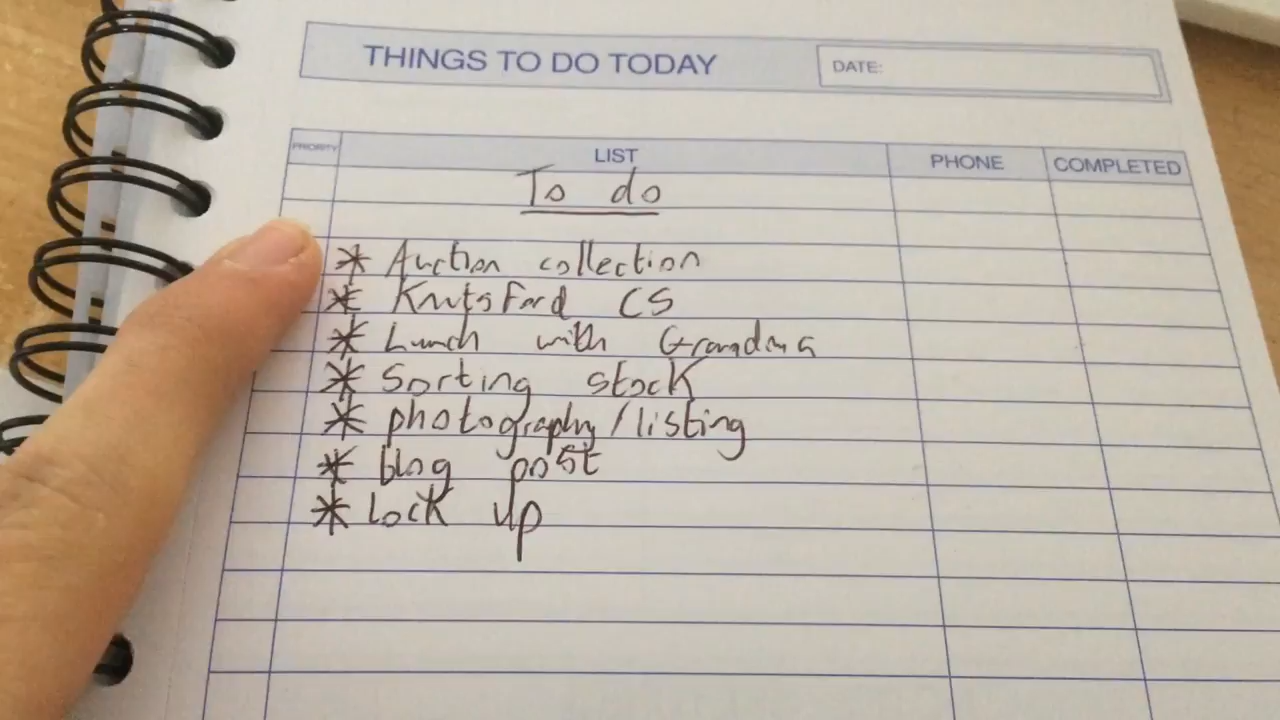 THINGS TO DO TODAY DATE:
PRIORITY LIST PHONE COMPLETED
To do
* Auction collection
* Knutsford CS
* Lunch with Grandma
* Sorting stock
* photography/listing
* blog post
* Lock up